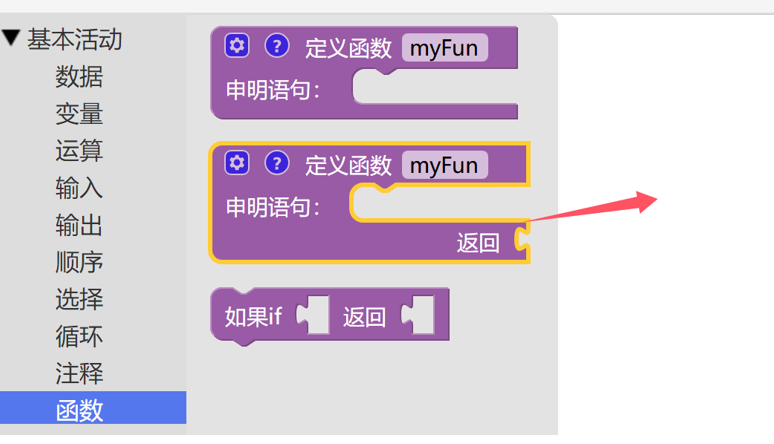 基本活动
数据
变量
运算
输入
输出
顺序
选择
循环
注释
函数
? 定义函数 myFun
申明语句：
? 定义函数 myFun
申明语句：
返回
如果if 返回